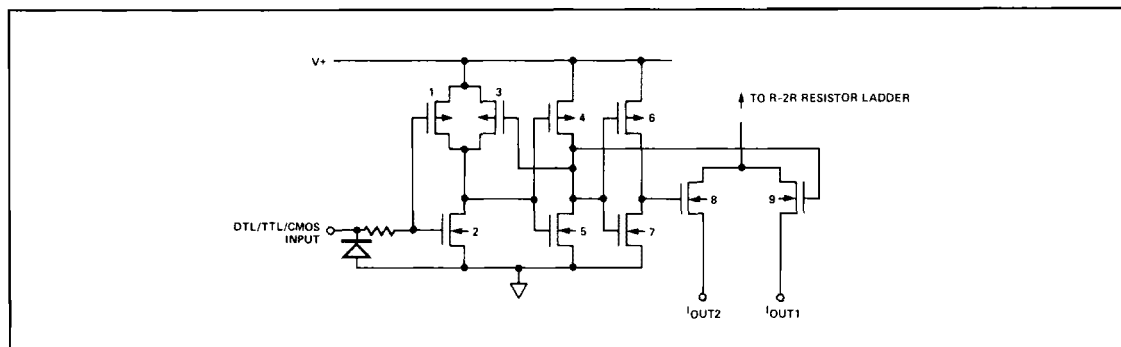 V+
1
3
4
6
TO R-2R RESISTOR LADDER
8
9
DTL/TTL/CMOS
INPUT
2
5
7
IOUT2
IOUT1